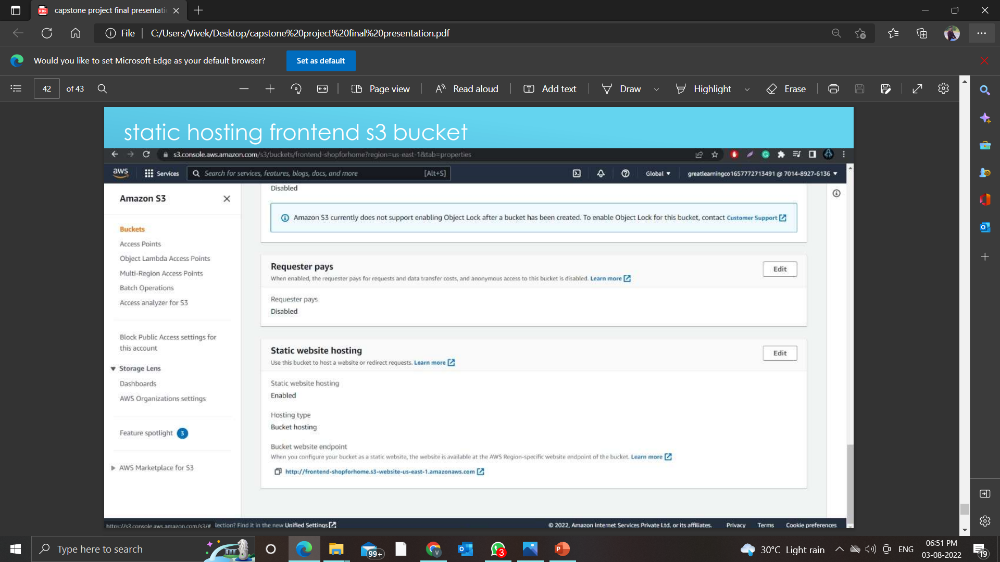 capstone project final presentati
File
C:/Users/Vivek/Desktop/capstone%20project%20final%20presentation.pdf
Would you like to set Microsoft Edge as your default browser?
Set as default
42 of 43
Page view
Read aloud
Add text
Draw
Highlight
Erase
static hosting frontend s3 bucket
s3.console.aws.amazon.com/s3/buckets/frontend-shopforhome?region=us-east-1&tab=properties
aws
Services
Search for services, features, blogs, docs, and more
[Alt+S]
Global
greatlearningco1657772713491 @ 7014-8927-6136
Amazon S3
Buckets
Access Points
Object Lambda Access Points
Multi-Region Access Points
Batch Operations
Access analyzer for S3
Block Public Access settings for
this account
Storage Lens
Dashboards
AWS Organizations settings
Feature spotlight 3
AWS Marketplace for S3
Disabled
Amazon S3 currently does not support enabling Object Lock after a bucket has been created. To enable Object Lock for this bucket, contact Customer Support
Requester pays
Edit
When enabled, the requester pays for requests and data transfer costs, and anonymous access to this bucket is disabled. Learn more
Requester pays
Disabled
Static website hosting
Edit
Use this bucket to host a website or redirect requests. Learn more
Static website hosting
Enabled
Hosting type
Bucket hosting
Bucket website endpoint
When you configure your bucket as a static website, the website is available at the AWS Region-specific website endpoint of the bucket. Learn more
http://frontend-shopforhome.s3-website-us-east-1.amazonaws.com
https://s3.console.aws.amazon.com/s3/#
lection? Find it in the new Unified Settings
© 2022, Amazon Internet Services Private Ltd. or its affiliates.
Privacy
Terms
Cookie preferences
Type here to search
99+
3
30°C Light rain
ENG
06:51 PM
03-08-2022
19